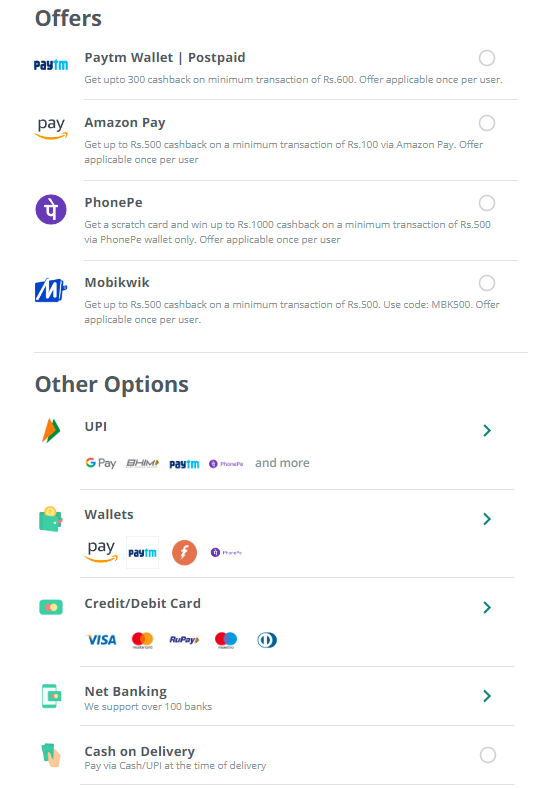 Offers
paytm
Paytm Wallet | Postpaid
Get upto 300 cashback on minimum transaction of Rs.600. Offer applicable once per user.
pay
Amazon Pay
Get up to Rs.500 cashback on a minimum transaction of Rs.100 via Amazon Pay. Offer
applicable once per user
पे
PhonePe
Get a scratch card and win up to Rs.1000 cashback on a minimum transaction of Rs.500
via PhonePe wallet only. Offer applicable once per user
M
Mobikwik
Get up to Rs.500 cashback on a minimum transaction of Rs.500. Use code: MBK500. Offer
applicable once per user.
Other Options
UPI
G Pay BHIM paytm पे PhonePe and more
Wallets
pay paytm f पे PhonePe
Credit/Debit Card
VISA mastercard RuPay maestro
Net Banking
We support over 100 banks
Cash on Delivery
Pay via Cash/UPI at the time of delivery